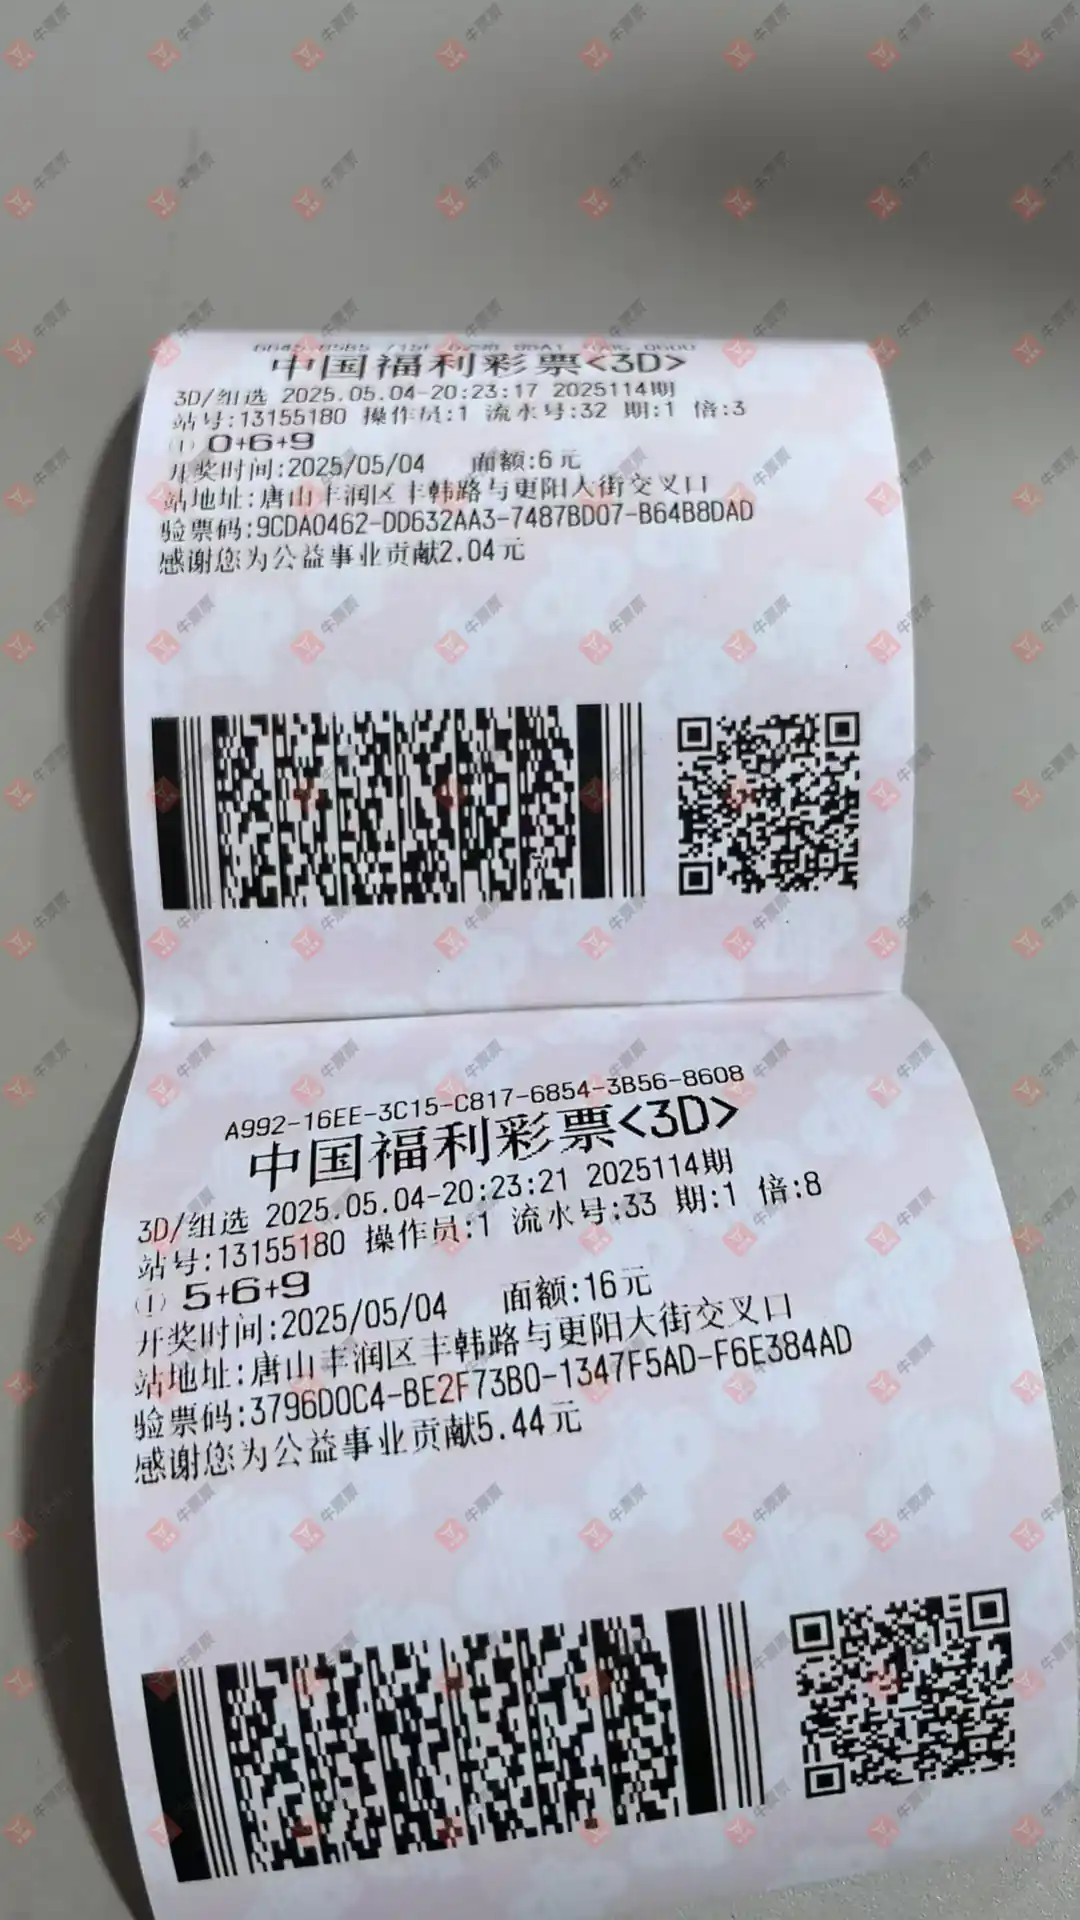 中国福利彩票<3D>
3D/组选 2025.05.04-20:23:17 2025114期
站号:13155180 操作员:1 流水号:32 期:1 倍:3
① 0+6+9
开奖时间:2025/05/04 面额:6元
站地址:唐山丰润区丰韩路与更阳大街交叉口
验票码:9CDA0462-DD632AA3-7487BD07-B64B8DAD
感谢您为公益事业贡献2.04元
A992-16EE-3C15-C817-6854-3B56-8608
中国福利彩票<3D>
3D/组选 2025.05.04-20:23:21 2025114期
站号:13155180 操作员:1 流水号:33 期:1 倍:8
① 5+6+9
开奖时间:2025/05/04 面额:16元
站地址:唐山丰润区丰韩路与更阳大街交叉口
验票码:3796D0C4-BE2F73B0-1347F5AD-F6E384AD
感谢您为公益事业贡献5.44元
牛票票